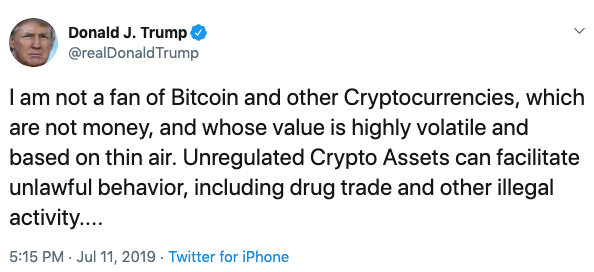 Donald J. Trump
@realDonaldTrump
I am not a fan of Bitcoin and other Cryptocurrencies, which
are not money, and whose value is highly volatile and
based on thin air. Unregulated Crypto Assets can facilitate
unlawful behavior, including drug trade and other illegal
activity....
5:15 PM · Jul 11, 2019 · Twitter for iPhone